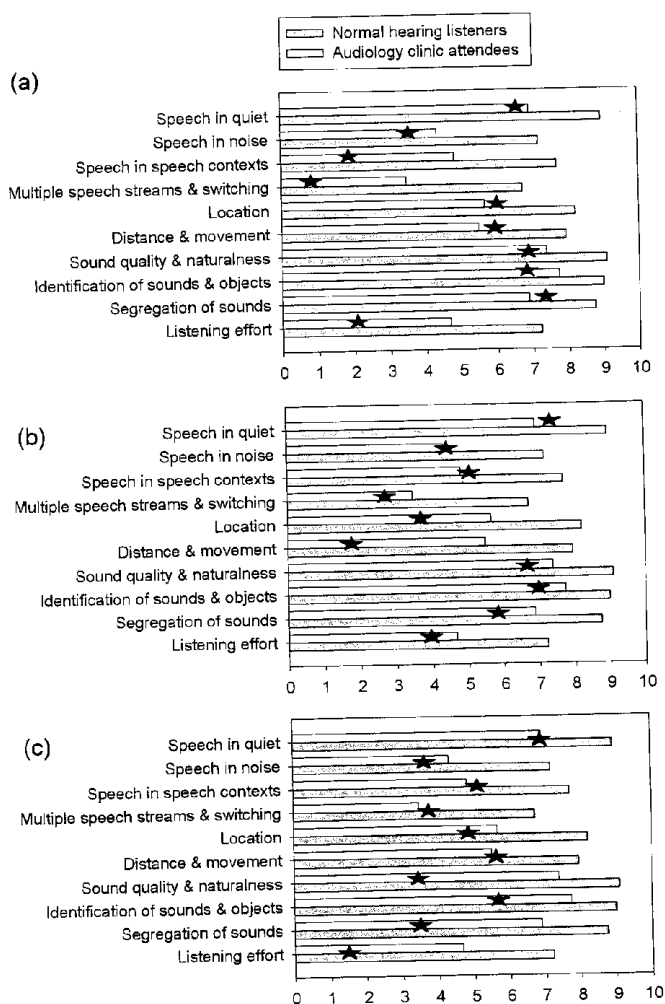 Normal hearing listeners
Audiology clinic attendees
(a)
Speech in quiet
Speech in noise
Speech in speech contexts
Multiple speech streams & switching
Location
Distance & movement
Sound quality & naturalness
Identification of sounds & objects
Segregation of sounds
Listening effort
0 1 2 3 4 5 6 7 8 9 10
(b)
Speech in quiet
Speech in noise
Speech in speech contexts
Multiple speech streams & switching
Location
Distance & movement
Sound quality & naturalness
Identification of sounds & objects
Segregation of sounds
Listening effort
0 1 2 3 4 5 6 7 8 9 10
(c)
Speech in quiet
Speech in noise
Speech in speech contexts
Multiple speech streams & switching
Location
Distance & movement
Sound quality & naturalness
Identification of sounds & objects
Segregation of sounds
Listening effort
0 1 2 3 4 5 6 7 8 9 10